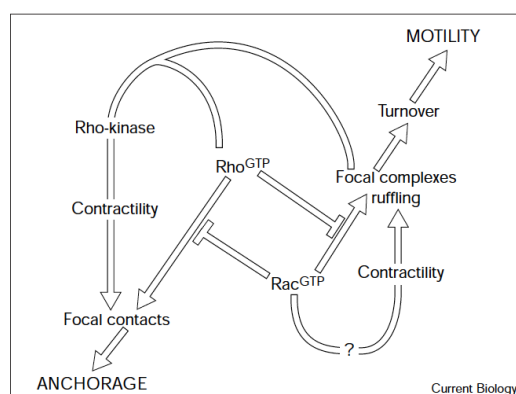 MOTILITY
Turnover
Rho-kinase
RhoGTP
Focal complexes
ruffling
Contractility
RacGTP
Contractility
Focal contacts
?
ANCHORAGE
Current Biology